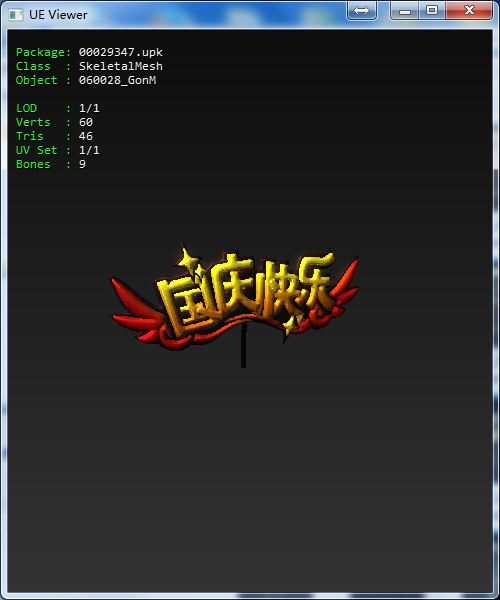 UE Viewer
Package: 00029347.upk
Class : SkeletalMesh
Object : 060028_GonM
LOD : 1/1
Verts : 60
Tris : 46
UV Set : 1/1
Bones : 9
国庆快乐